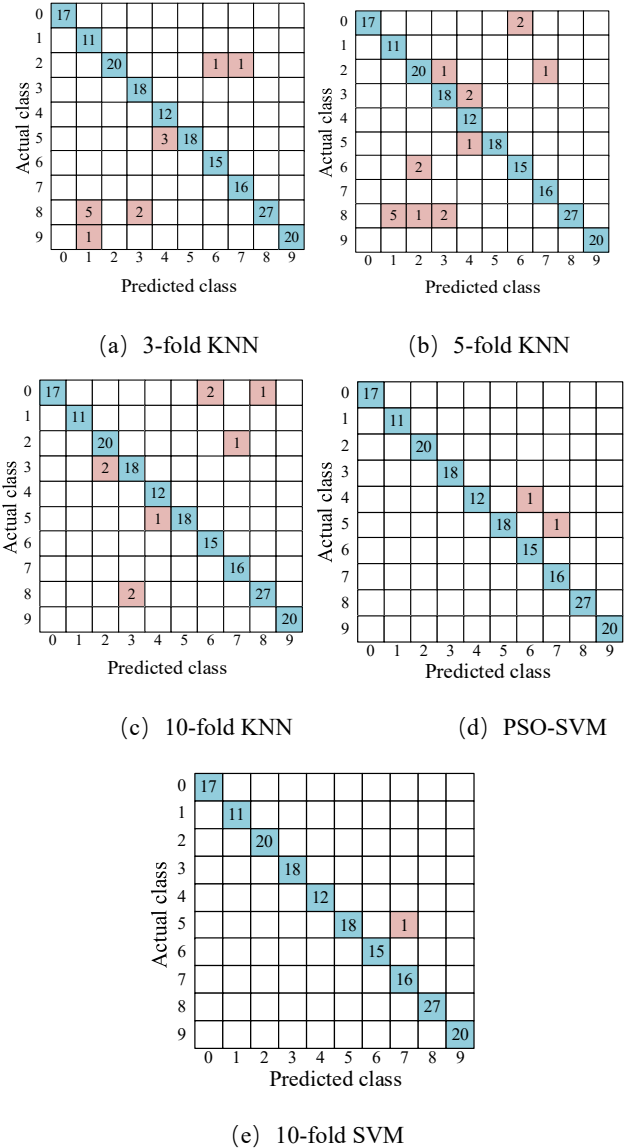 Actual class
0 17
1 11
2 20 1 1
3 18
4 12
5 3 18
6 15
7 16
8 5 2 27
9 1 20
0 1 2 3 4 5 6 7 8 9
Predicted class
(a) 3-fold KNN
Actual class
0 17 2
1 11
2 20 1 1
3 18 2
4 12
5 1 18
6 2 15
7 16
8 5 1 2 27
9 20
0 1 2 3 4 5 6 7 8 9
Predicted class
(b) 5-fold KNN
Actual class
0 17 2 1
1 11
2 20 1
3 2 18
4 12
5 1 18
6 15
7 16
8 2 27
9 20
0 1 2 3 4 5 6 7 8 9
Predicted class
(c) 10-fold KNN
Actual class
0 17
1 11
2 20
3 18
4 12 1
5 18 1
6 15
7 16
8 27
9 20
0 1 2 3 4 5 6 7 8 9
Predicted class
(d) PSO-SVM
Actual class
0 17
1 11
2 20
3 18
4 12
5 18 1
6 15
7 16
8 27
9 20
0 1 2 3 4 5 6 7 8 9
Predicted class
(e) 10-fold SVM